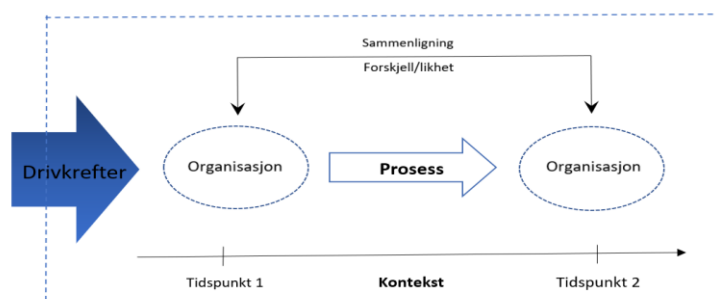 Sammenligning
Forskjell/likhet
Drivkrefter
Organisasjon
Prosess
Organisasjon
Tidspunkt 1
Kontekst
Tidspunkt 2